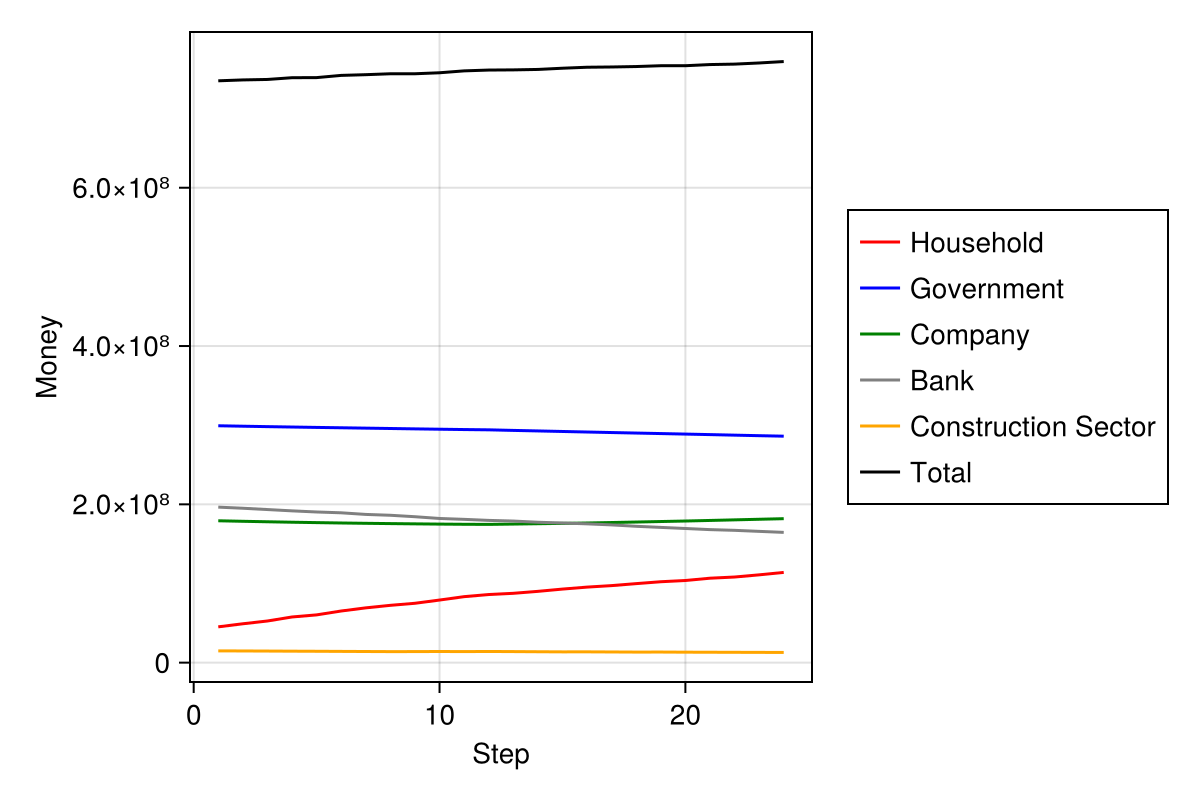 6.0×10⁸
4.0×10⁸
2.0×10⁸
0
Money
0 10 20
Step
Household
Government
Company
Bank
Construction Sector
Total